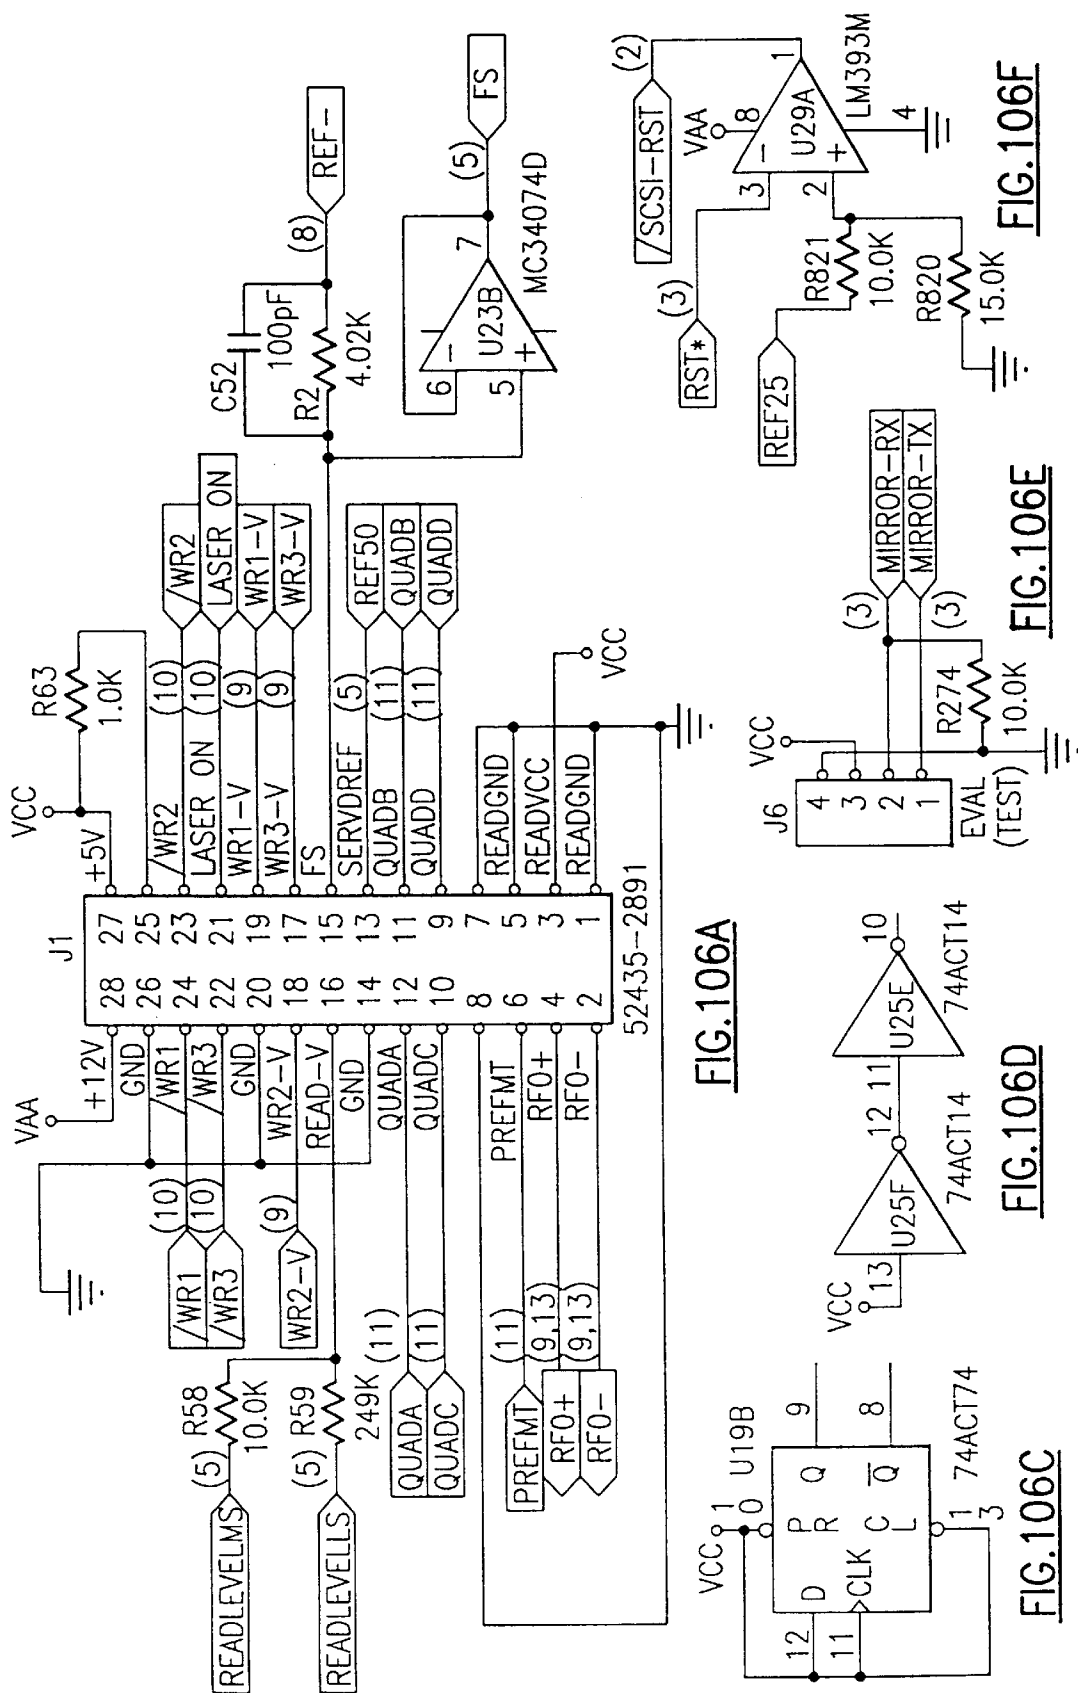 VAA
+12V
GND
/WR1
/WR3
GND
WR2-V
READ-V
GND
QUADA
QUADC
PREFMT
RF0+
RF0-
(10)
(10)
/WR1
/WR3
(9)
WR2-V
READLEVELMS
(5)
R58
10.0K
READLEVELLS
(5)
R59
249K
(11)
(11)
QUADA
QUADC
(11)
(9,13)
(9,13)
PREFMT
RF0+
RF0-
J1
28 27
26 25
24 23
22 21
20 19
18 17
16 15
14 13
12 11
10 9
8 7
6 5
4 3
2 1
52435-2891
VCC
+5V
R63
1.0K
/WR2
LASER ON
WR1-V
WR3-V
FS
SERVDREF
QUADB
QUADD
READGND
READVCC
READGND
VCC
(10)
(10)
(9)
(9)
(5)
(11)
(11)
/WR2
LASER ON
WR1-V
WR3-V
REF50
QUADB
QUADD
C52
100pF
R2
4.02K
(8)
REF-
6
5
-
+
U23B
7
MC34074D
(5)
FS
FIG.106A
VCC
1
0
U19B
12
11
D
CLK
P
R
C
L
Q
Q
9
8
1
3
74ACT74
FIG.106C
VCC
13
U25F
12
74ACT14
11
U25E
10
74ACT14
FIG.106D
J6
4
3
2
1
EVAL
(TEST)
VCC
R274
10.0K
(3)
(3)
MIRROR-RX
MIRROR-TX
FIG.106E
RST*
(3)
/SCSI-RST
(2)
REF25
R821
10.0K
R820
15.0K
VAA
8
3
2
-
+
U29A
1
4
LM393M
FIG.106F